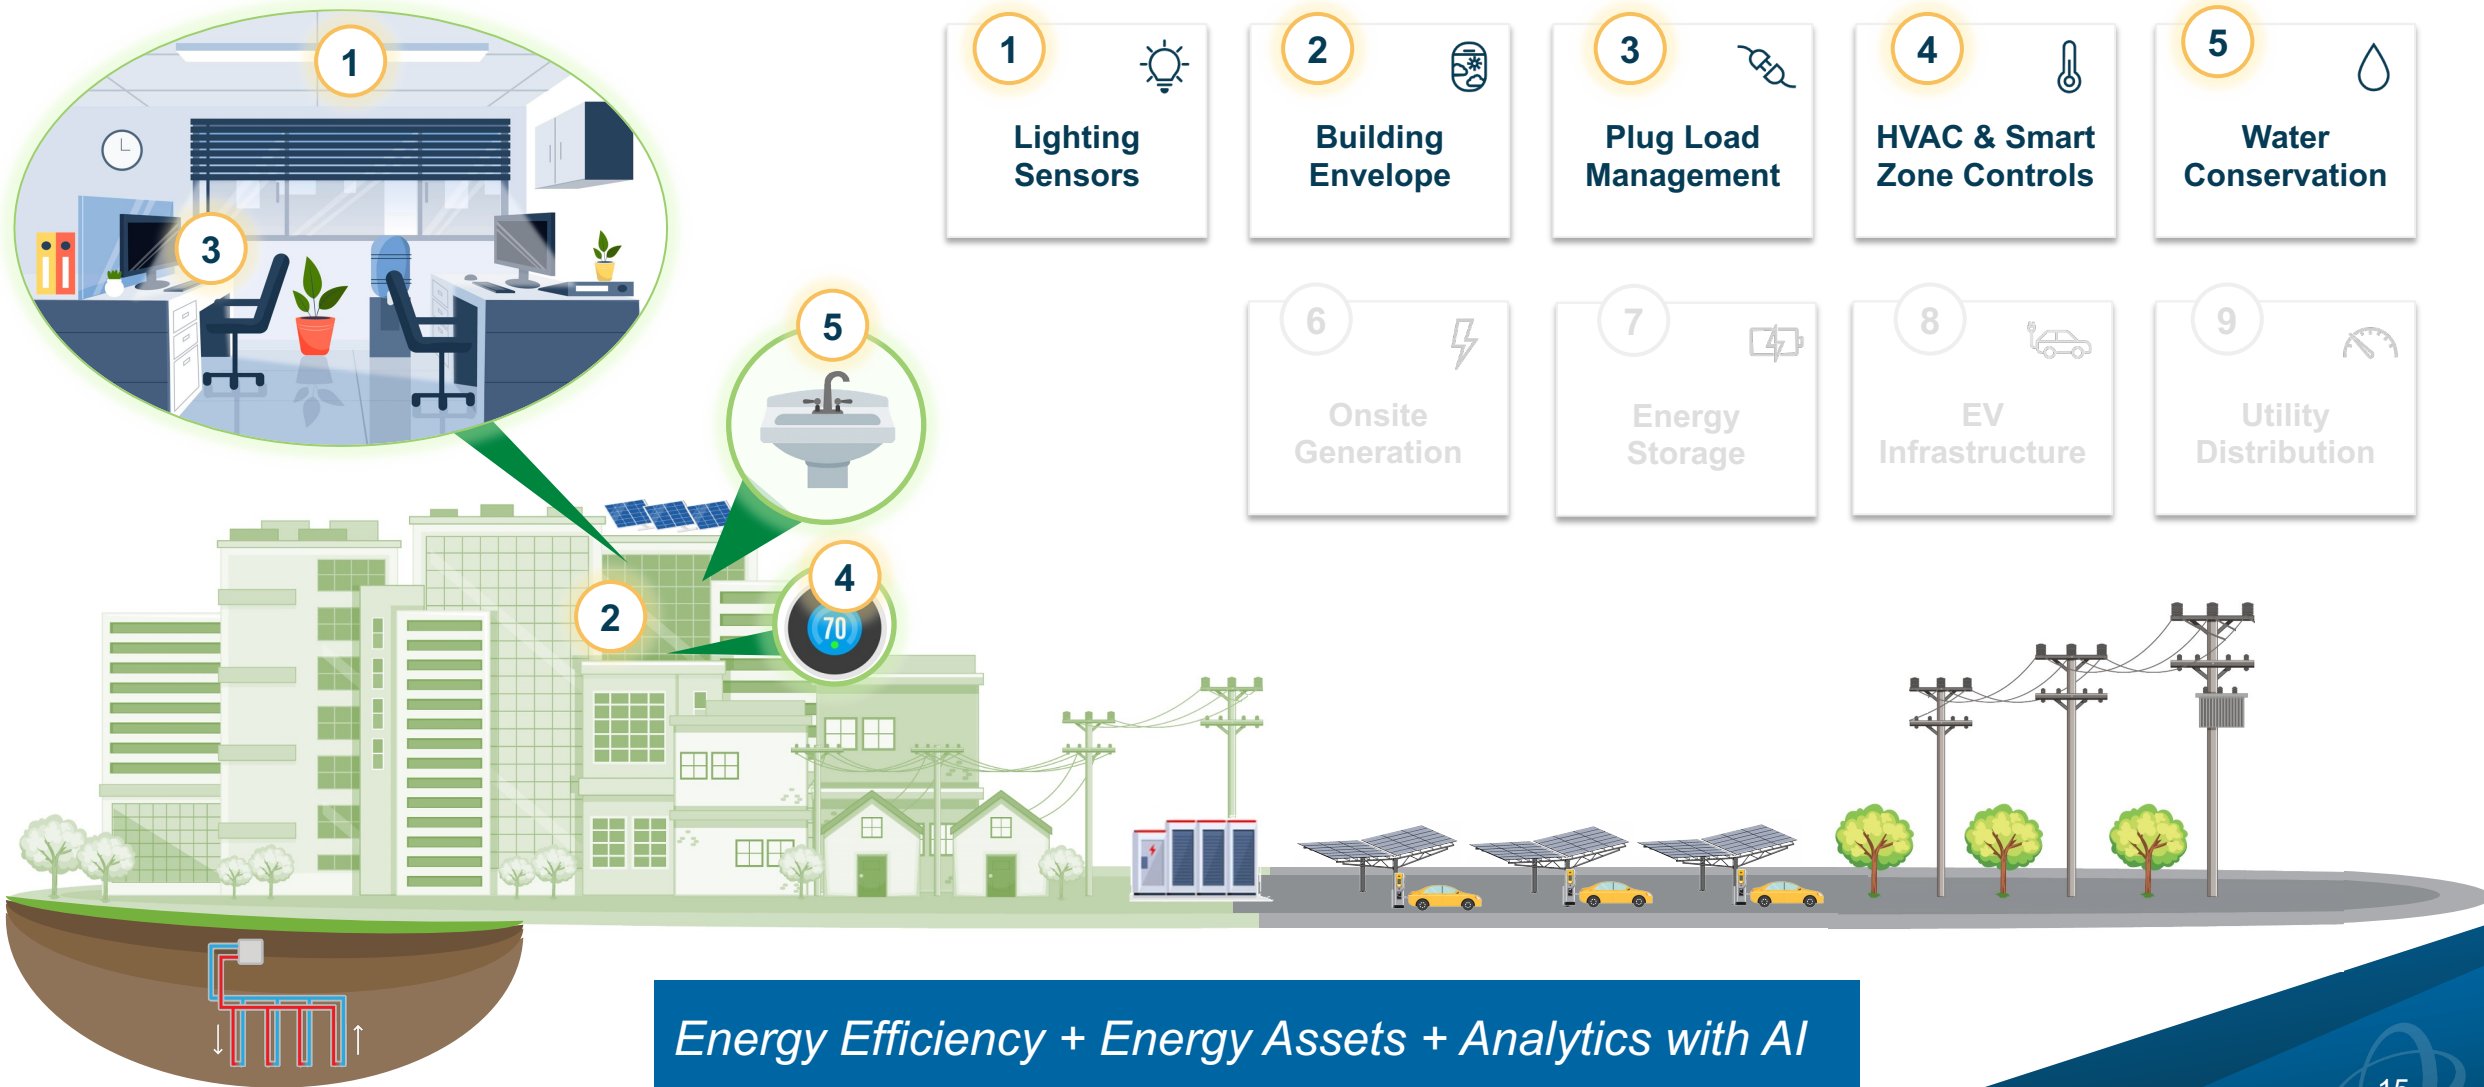 1
3
5
2
4
70
1
Lighting
Sensors
2
Building
Envelope
3
Plug Load
Management
4
HVAC & Smart
Zone Controls
5
Water
Conservation
6
Onsite
Generation
7
Energy
Storage
8
EV
Infrastructure
9
Utility
Distribution
Energy Efficiency + Energy Assets + Analytics with AI
15